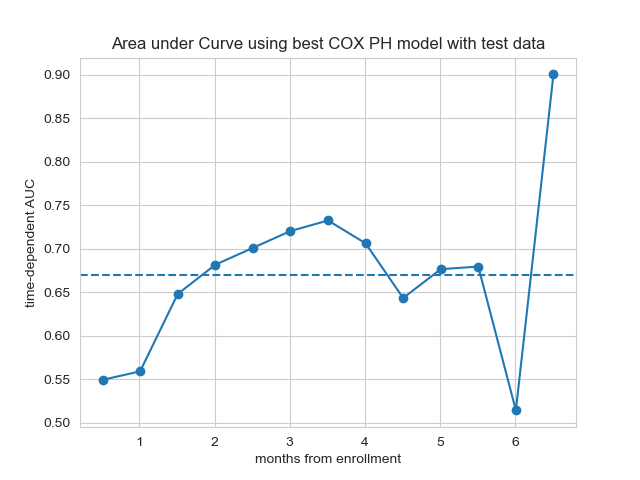 Area under Curve using best COX PH model with test data
0.90
0.85
0.80
0.75
0.70
0.65
0.60
0.55
0.50
time-dependent AUC
1 2 3 4 5 6
months from enrollment